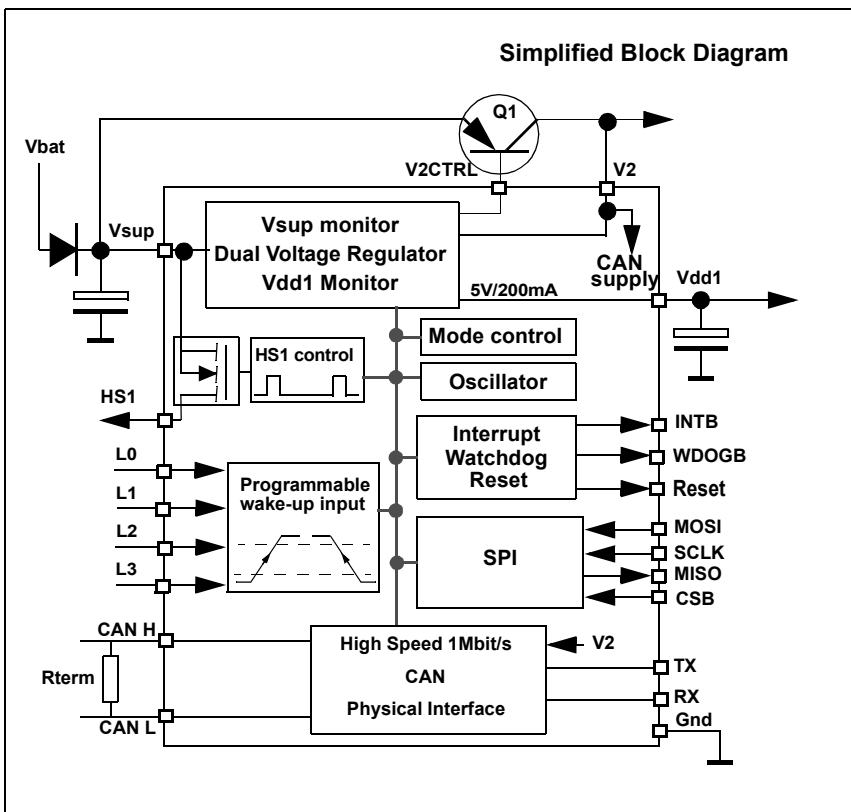 Simplified Block Diagram
Q1
Vbat
V2CTRL
V2
Vsup
Vsup monitor
Dual Voltage Regulator
Vdd1 Monitor
CAN
supply
Vdd1
5V/200mA
Mode control
HS1 control
Oscillator
HS1
INTB
Interrupt
Watchdog
Reset
WDOGB
Reset
L0
L1
L2
L3
Programmable
wake-up input
SPI
MOSI
SCLK
MISO
CSB
CAN H
Rterm
CAN L
High Speed 1Mbit/s
CAN
Physical Interface
V2
TX
RX
Gnd